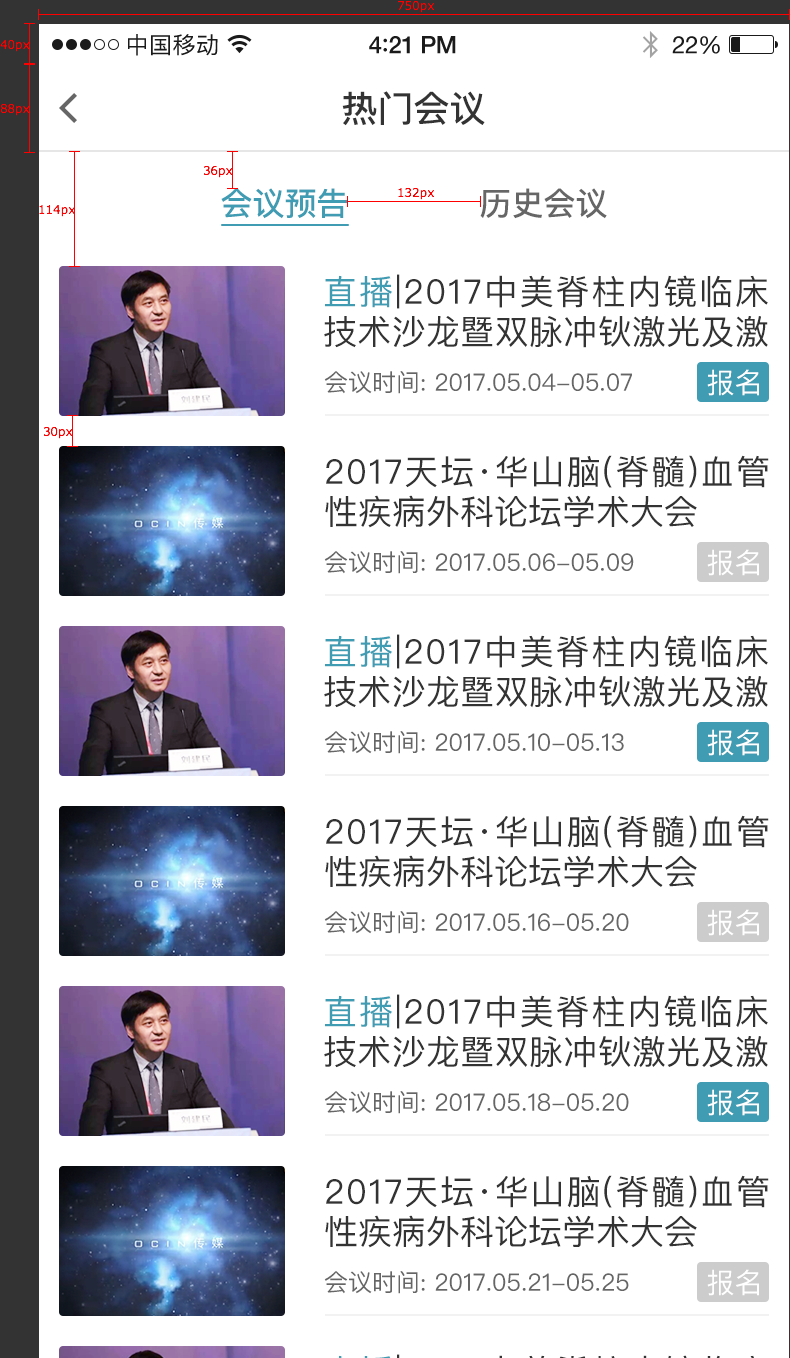 750px
40px
●●●○○ 中国移动 4:21 PM 22%
88px
热门会议
36px
132px
114px
会议预告 历史会议
直播|2017中美脊柱内镜临床
技术沙龙暨双脉冲钬激光及激
会议时间: 2017.05.04-05.07 报名
30px
2017天坛·华山脑(脊髓)血管
性疾病外科论坛学术大会
OCIN传媒
会议时间: 2017.05.06-05.09 报名
直播|2017中美脊柱内镜临床
技术沙龙暨双脉冲钬激光及激
会议时间: 2017.05.10-05.13 报名
2017天坛·华山脑(脊髓)血管
性疾病外科论坛学术大会
OCIN传媒
会议时间: 2017.05.16-05.20 报名
直播|2017中美脊柱内镜临床
技术沙龙暨双脉冲钬激光及激
会议时间: 2017.05.18-05.20 报名
2017天坛·华山脑(脊髓)血管
性疾病外科论坛学术大会
OCIN传媒
会议时间: 2017.05.21-05.25 报名